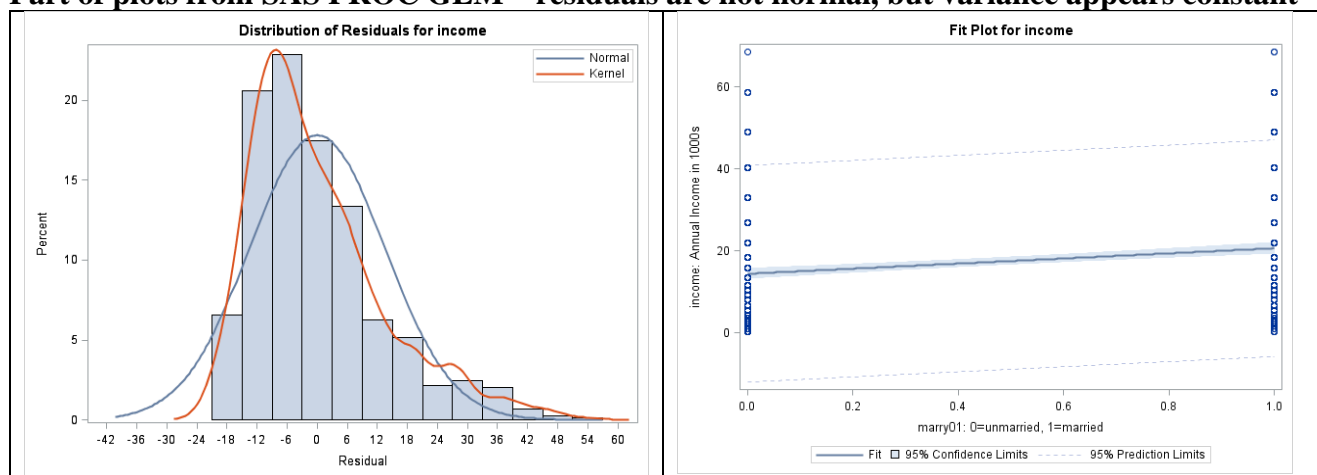 Part of plots from SAS PROC GLM – residuals are not normal, but variance appears constant
Distribution of Residuals for income
Normal
Kernel
20
15
10
5
0
Percent
-42 -36 -30 -24 -18 -12 -6 0 6 12 18 24 30 36 42 48 54 60
Residual
Fit Plot for income
60
40
20
0
income: Annual Income in 1000s
0.0 0.2 0.4 0.6 0.8 1.0
marry01: 0=unmarried, 1=married
Fit 95% Confidence Limits 95% Prediction Limits